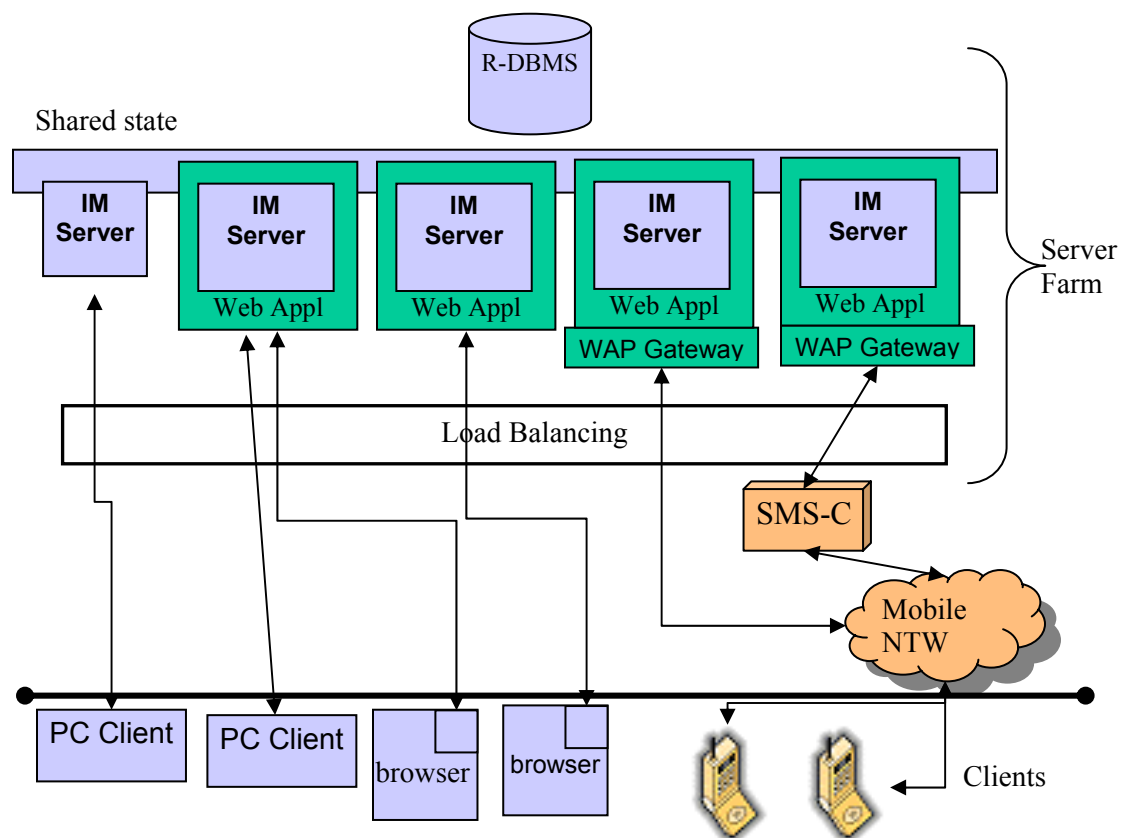 R-DBMS
Shared state
IM
Server
IM
Server
Web Appl
IM
Server
Web Appl
IM
Server
Web Appl
WAP Gateway
IM
Server
Web Appl
WAP Gateway
Server
Farm
Load Balancing
SMS-C
Mobile
NTW
PC Client
PC Client
browser
browser
Clients